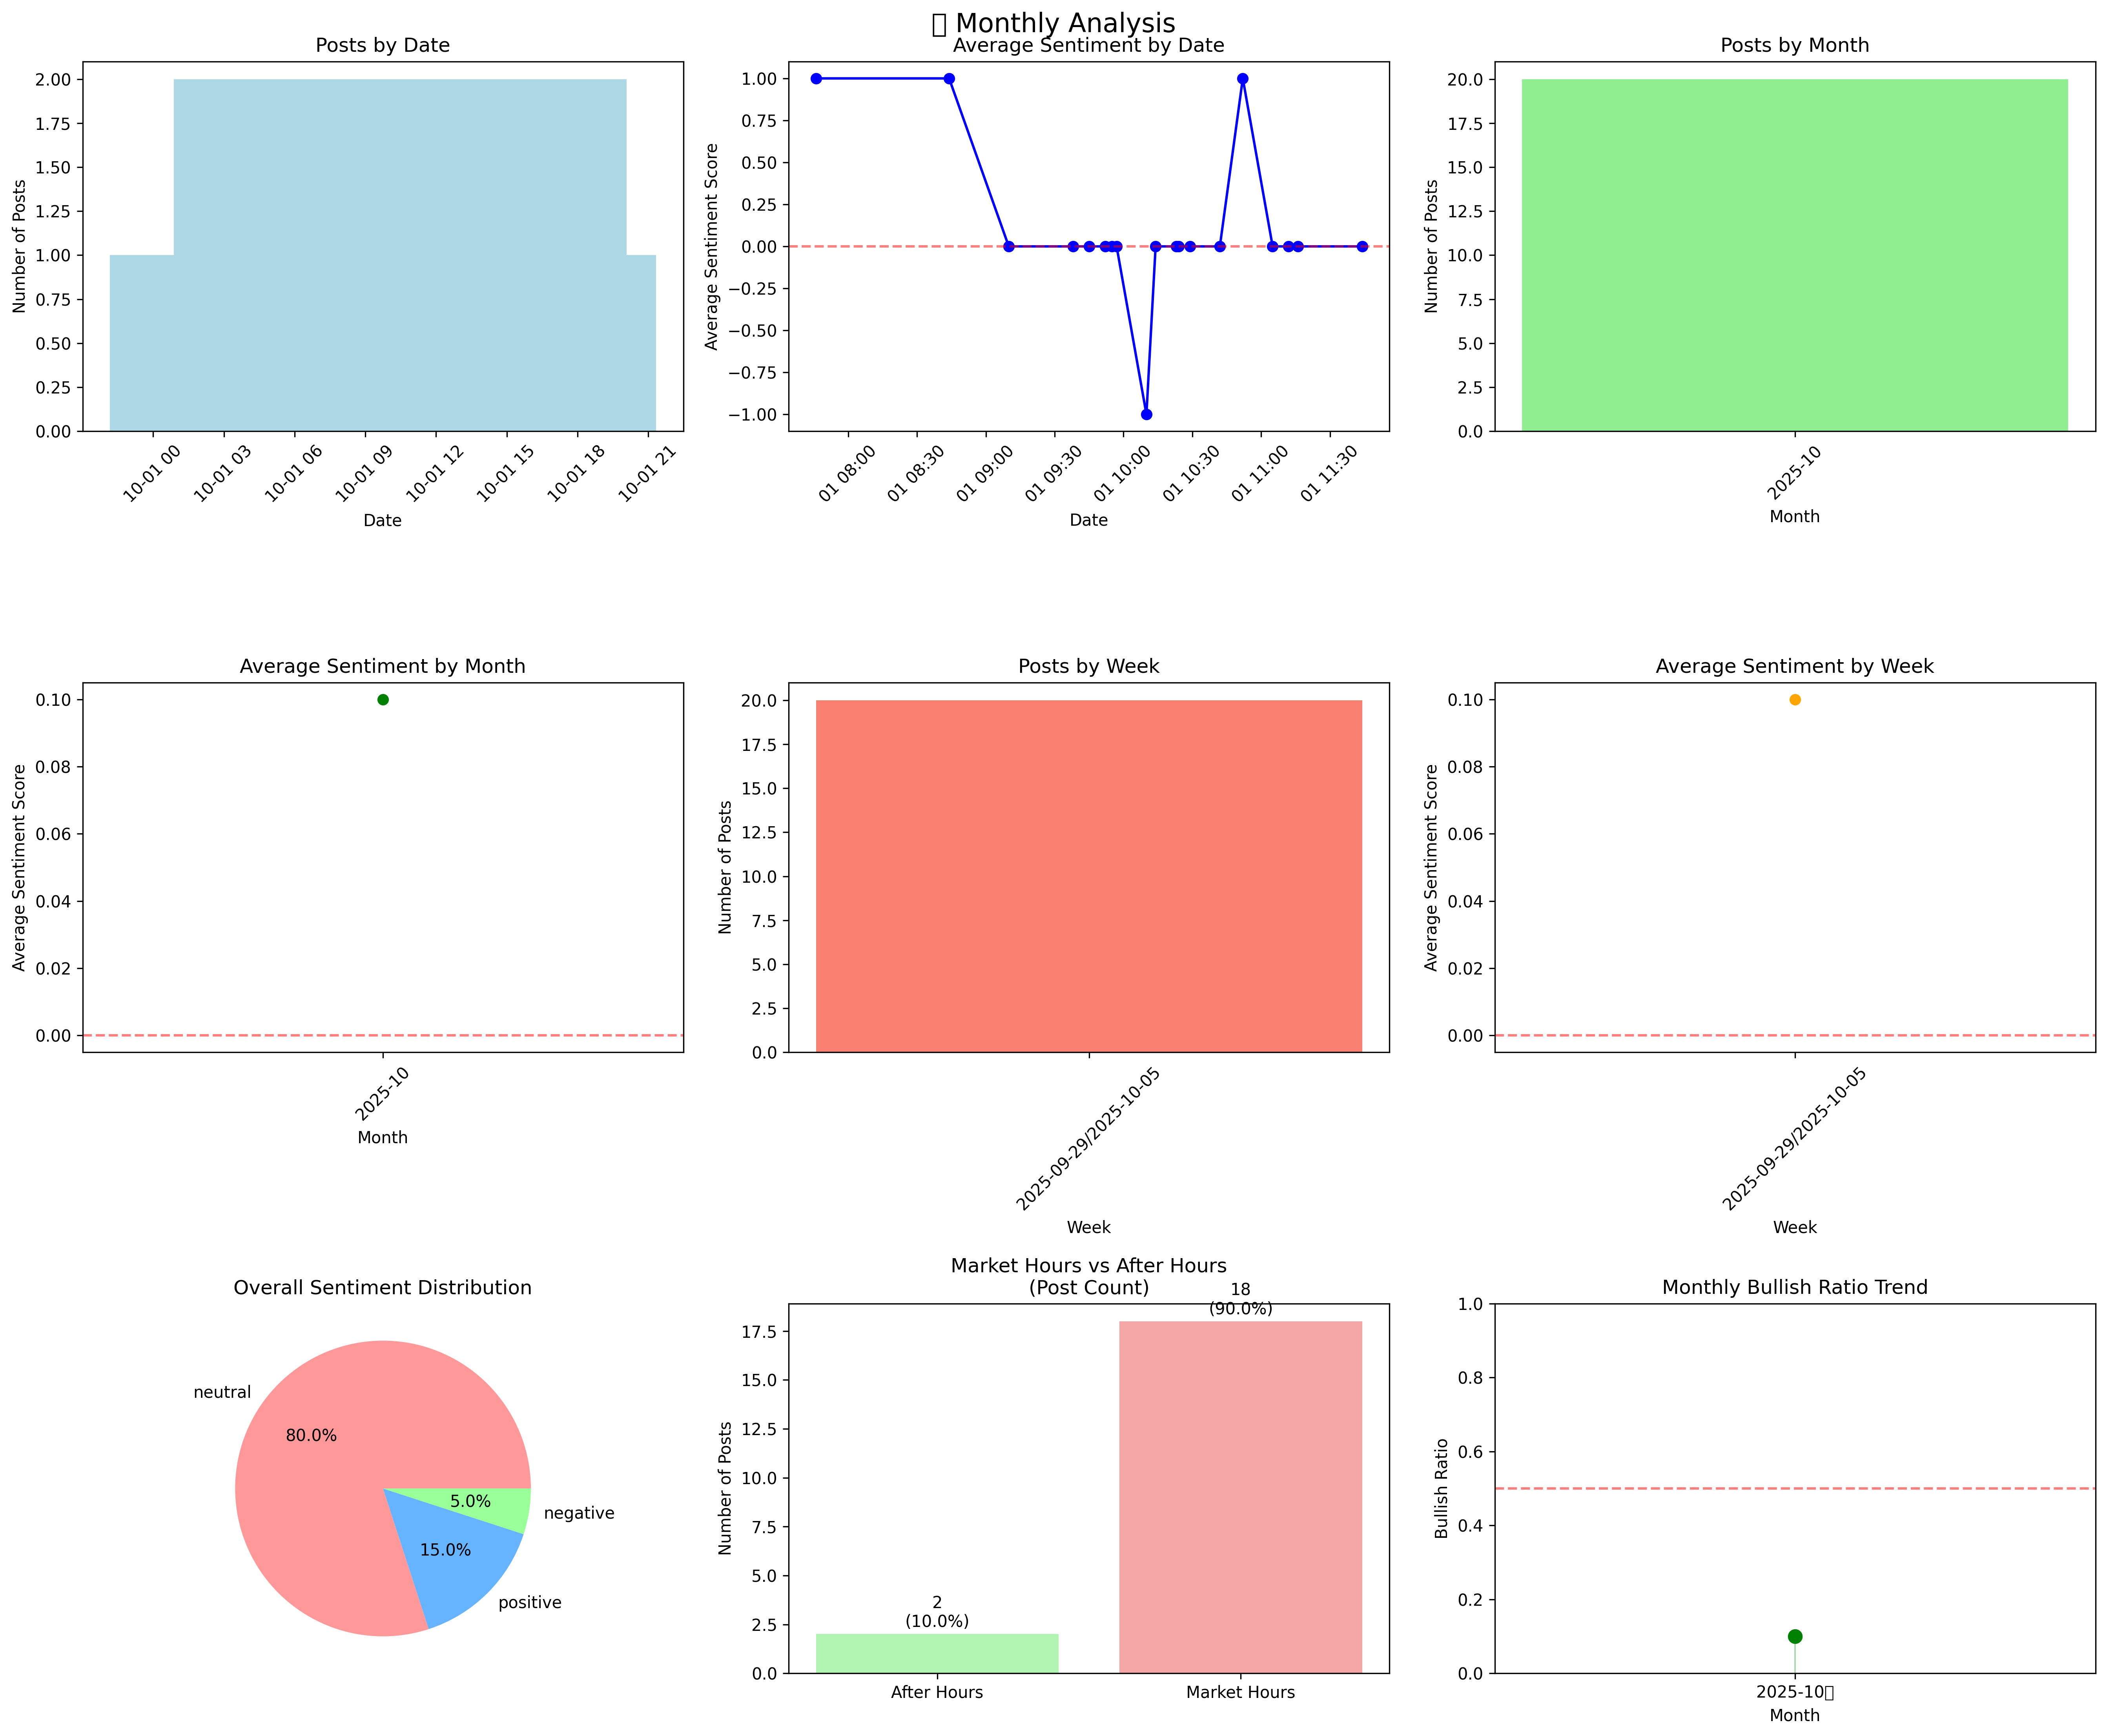 Monthly Analysis
Posts by Date
Number of Posts
2.00
1.75
1.50
1.25
1.00
0.75
0.50
0.25
0.00
10-01 00
10-01 03
10-01 06
10-01 09
10-01 12
10-01 15
10-01 18
10-01 21
Date
Average Sentiment by Date
Average Sentiment Score
1.00
0.75
0.50
0.25
0.00
−0.25
−0.50
−0.75
−1.00
01 08:00
01 08:30
01 09:00
01 09:30
01 10:00
01 10:30
01 11:00
01 11:30
Date
Posts by Month
Number of Posts
20.0
17.5
15.0
12.5
10.0
7.5
5.0
2.5
0.0
2025-10
Month
Average Sentiment by Month
Average Sentiment Score
0.10
0.08
0.06
0.04
0.02
0.00
2025-10
Month
Posts by Week
Number of Posts
20.0
17.5
15.0
12.5
10.0
7.5
5.0
2.5
0.0
2025-09-29/2025-10-05
Week
Average Sentiment by Week
Average Sentiment Score
0.10
0.08
0.06
0.04
0.02
0.00
2025-09-29/2025-10-05
Week
Overall Sentiment Distribution
neutral
80.0%
5.0%
negative
15.0%
positive
Market Hours vs After Hours
(Post Count)
Number of Posts
17.5
15.0
12.5
10.0
7.5
5.0
2.5
0.0
18
(90.0%)
2
(10.0%)
After Hours
Market Hours
Monthly Bullish Ratio Trend
Bullish Ratio
1.0
0.8
0.6
0.4
0.2
0.0
2025-10
Month